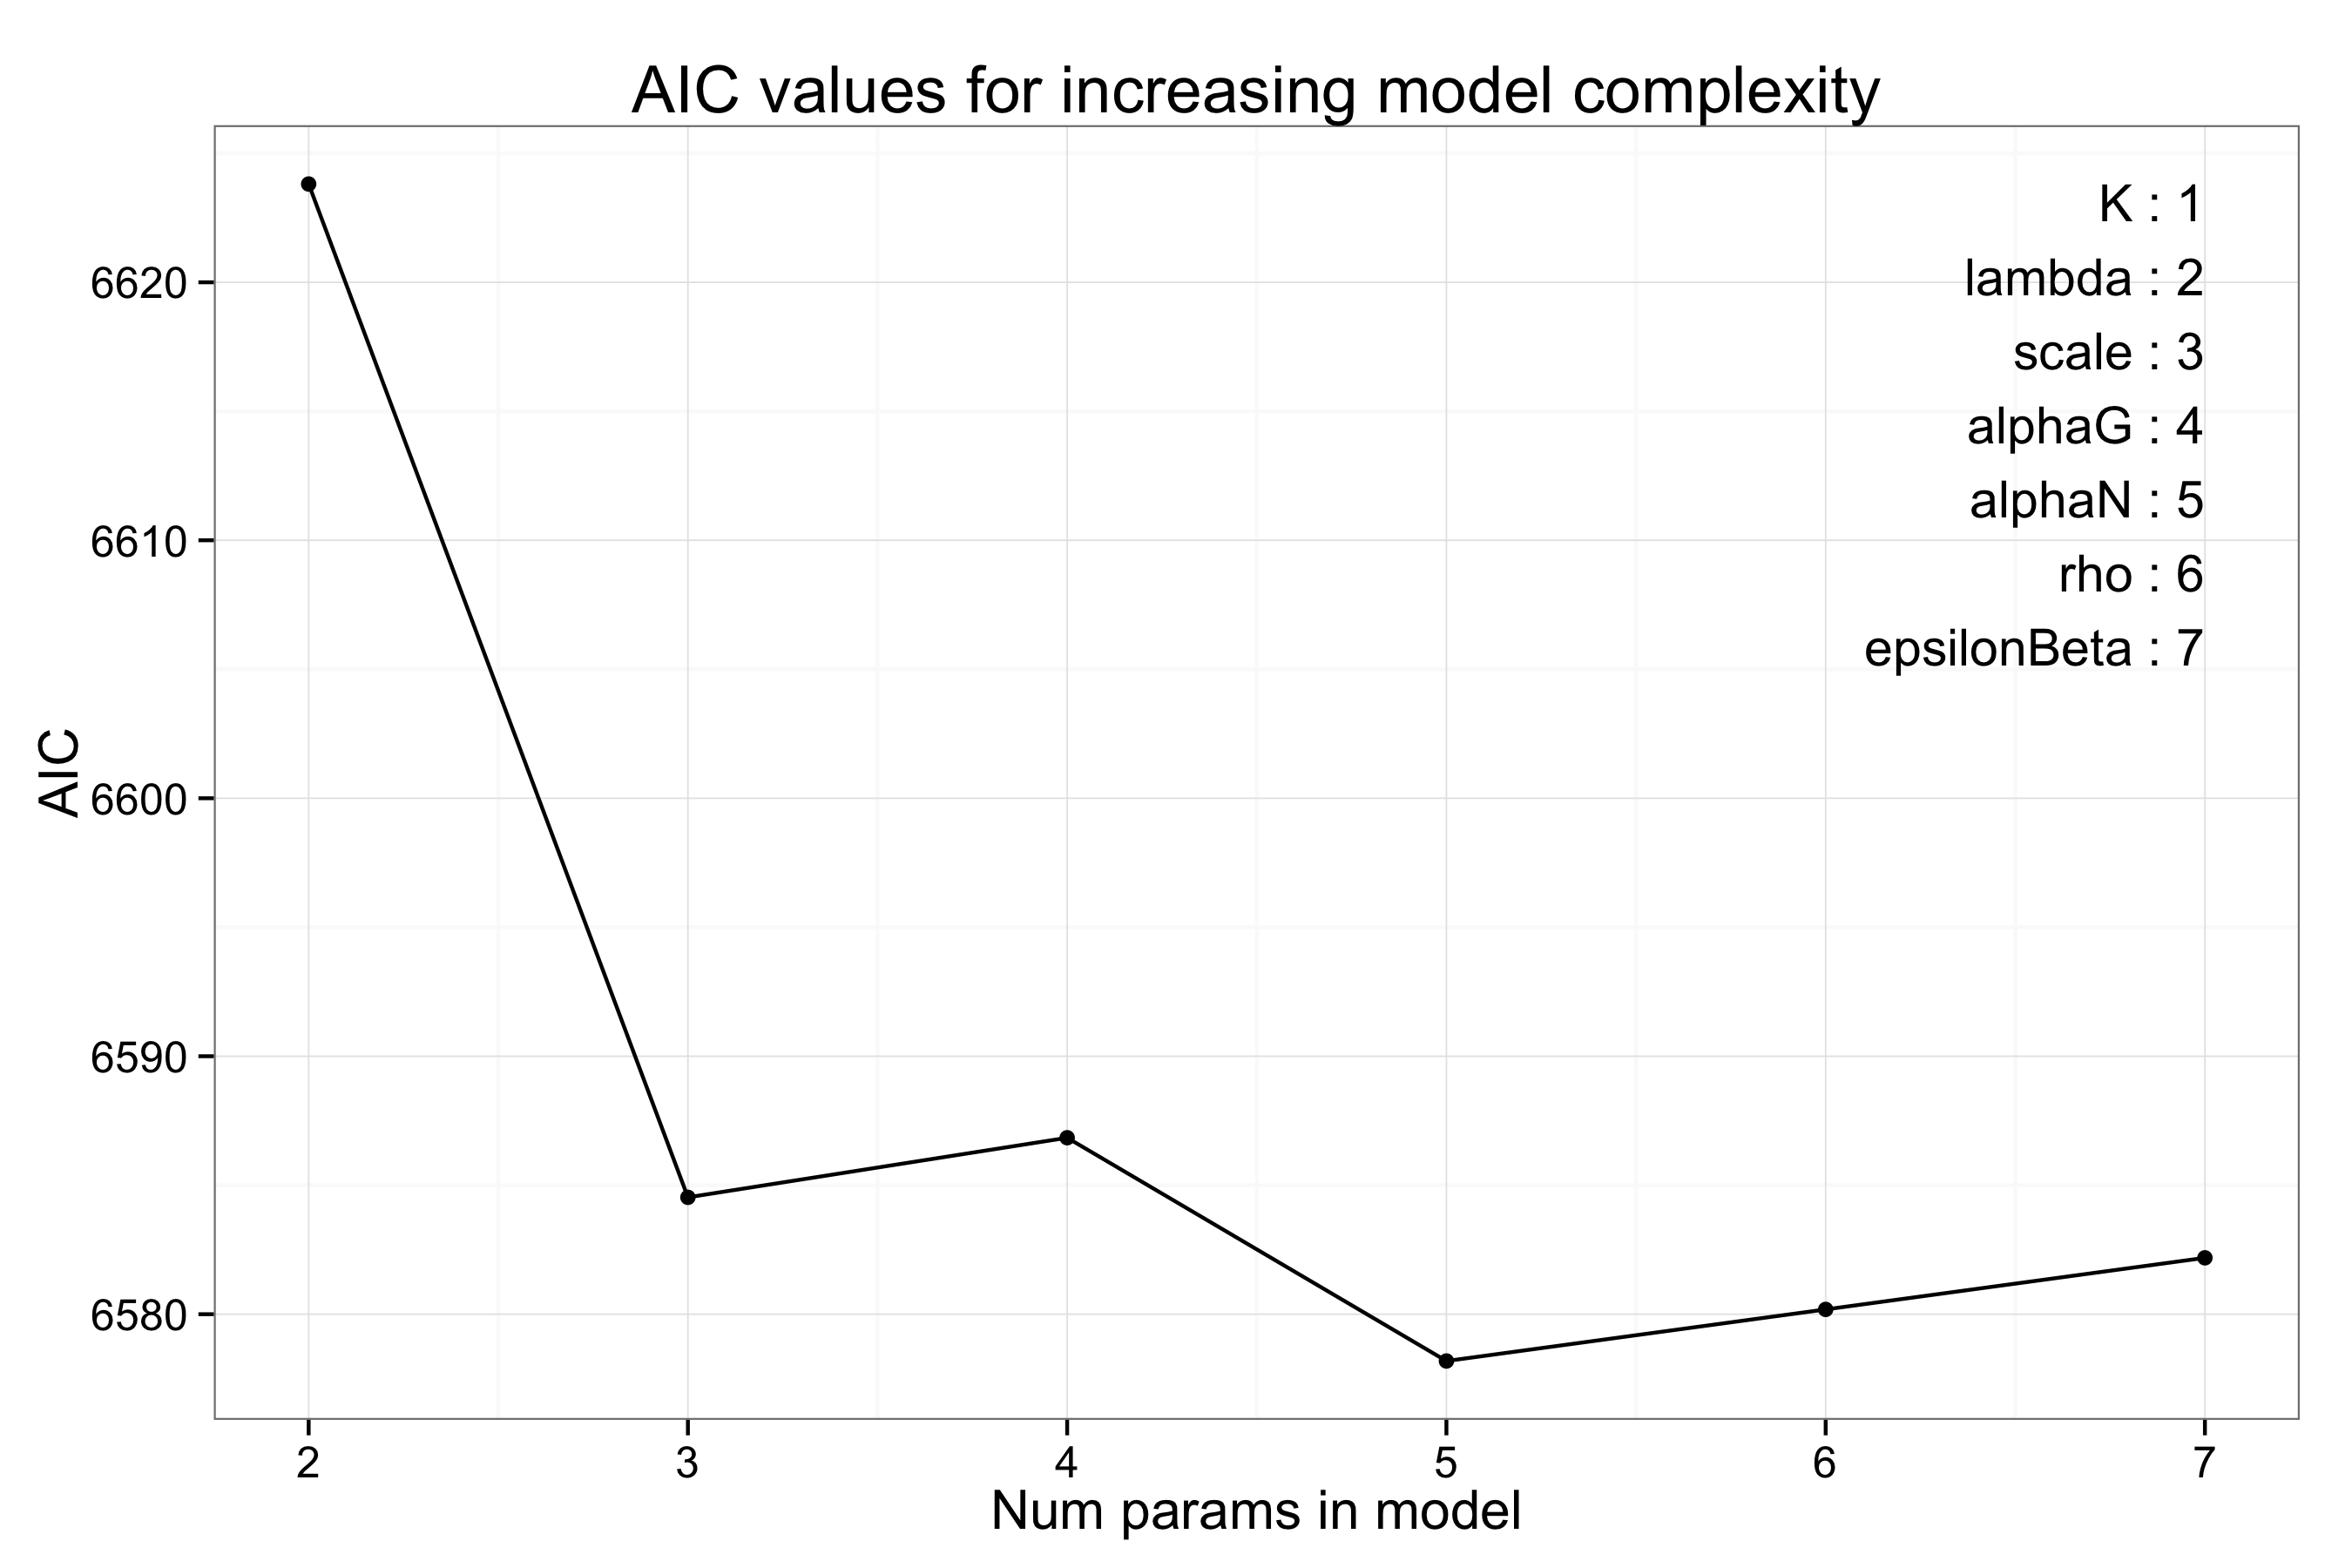 AIC values for increasing model complexity
K : 1
lambda : 2
scale : 3
alphaG : 4
alphaN : 5
rho : 6
epsilonBeta : 7
AIC
6620
6610
6600
6590
6580
2 3 4 5 6 7
Num params in model